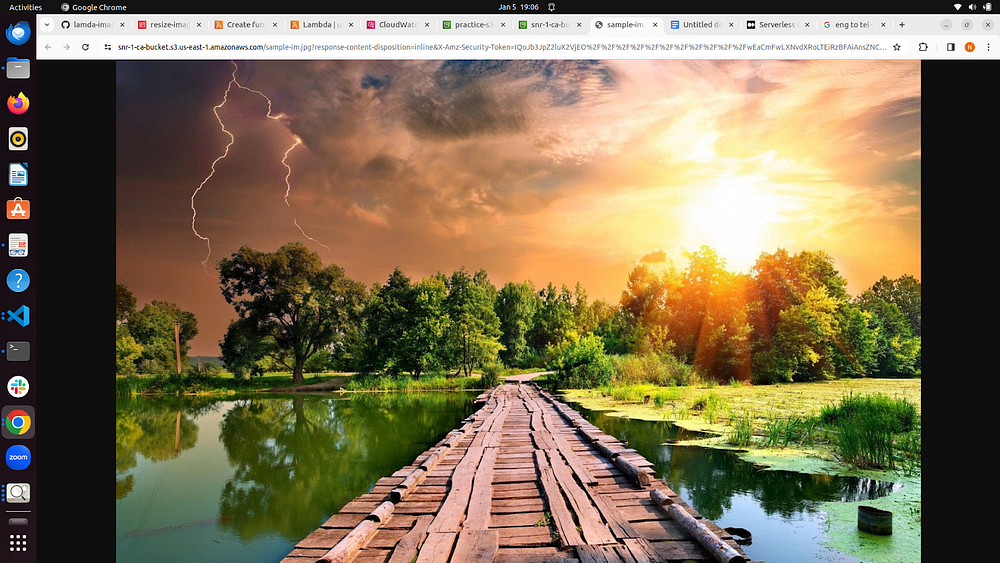 Activities
Google Chrome
Jan 5 19:06
lamda-ima
resize-ima
Create fun
Lambda | u
CloudWatc
practice-s3
snr-1-ca-bu
sample-im
Untitled do
Serverless
eng to tel -
snr-1-ca-bucket.s3.us-east-1.amazonaws.com/sample-im.jpg?response-content-disposition=inline&X-Amz-Security-Token=IQoJb3JpZ2luX2VjEO%2F%2F%2F%2F%2F%2F%2F%2F%2F%2FwEaCmFwLXNvdXRoLTEiRzBFAiAnsZNC...
N
zoom